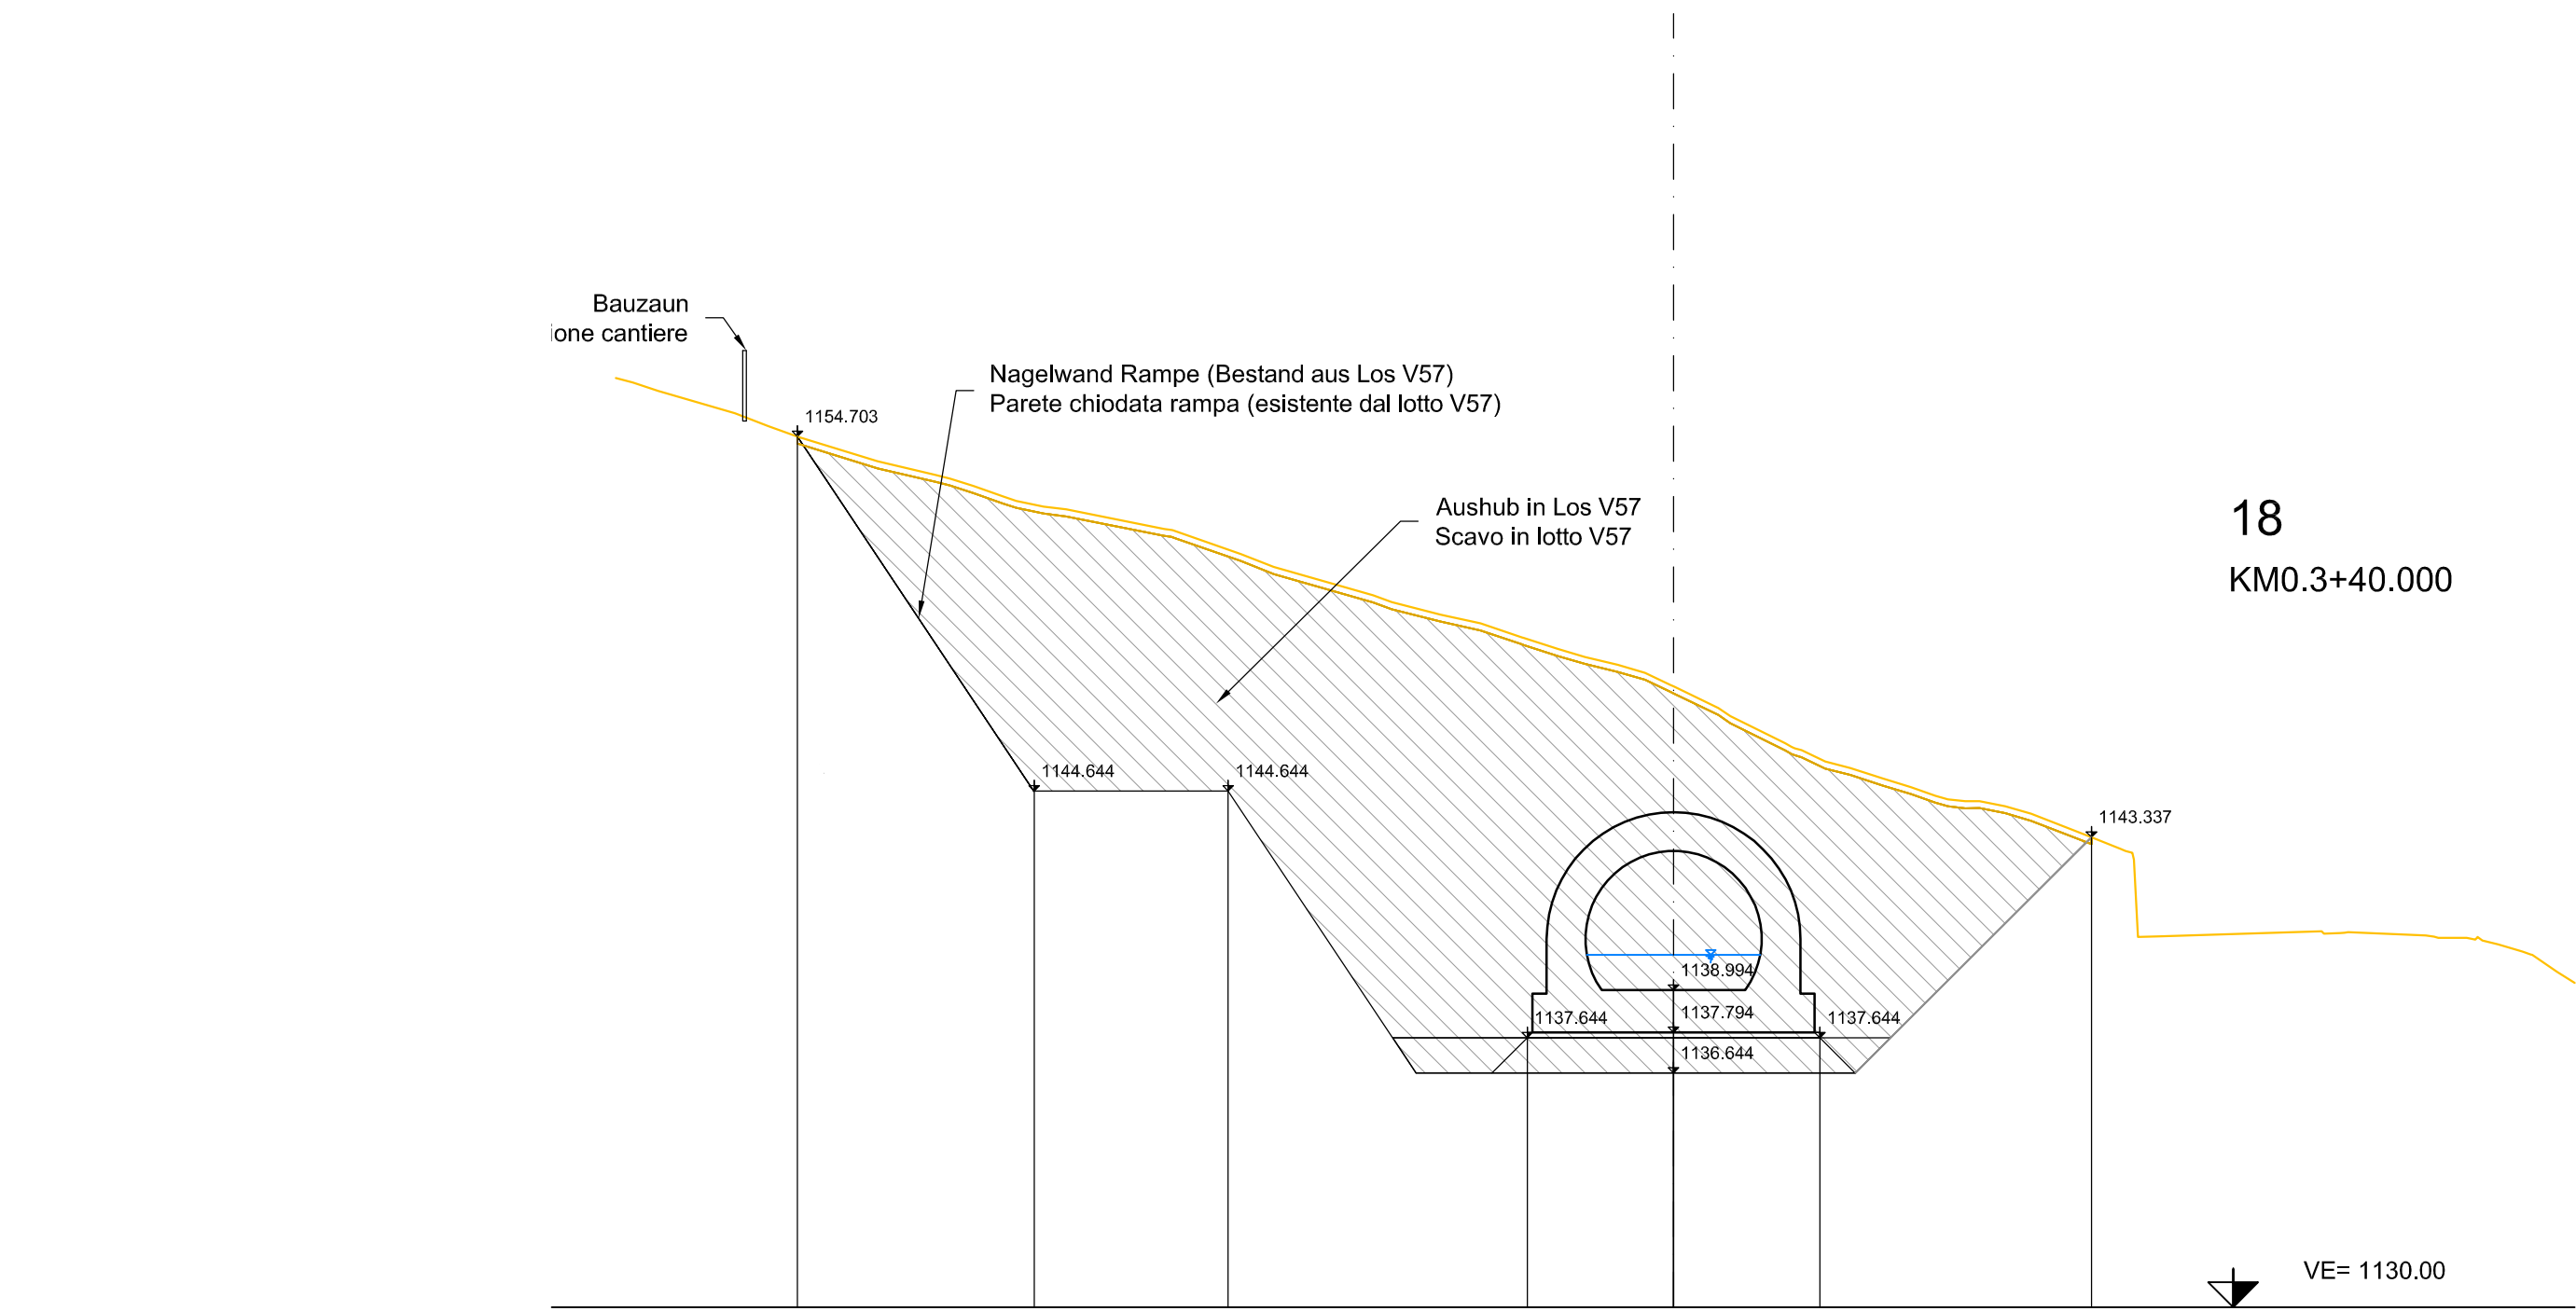 Bauzaun
ione cantiere
Nagelwand Rampe (Bestand aus Los V57)
Parete chiodata rampa (esistente dal lotto V57)
1154.703
Aushub in Los V57
Scavo in lotto V57
18
KM0.3+40.000
1144.644
1144.644
1143.337
1138.994
1137.644
1137.794
1137.644
1136.644
VE= 1130.00